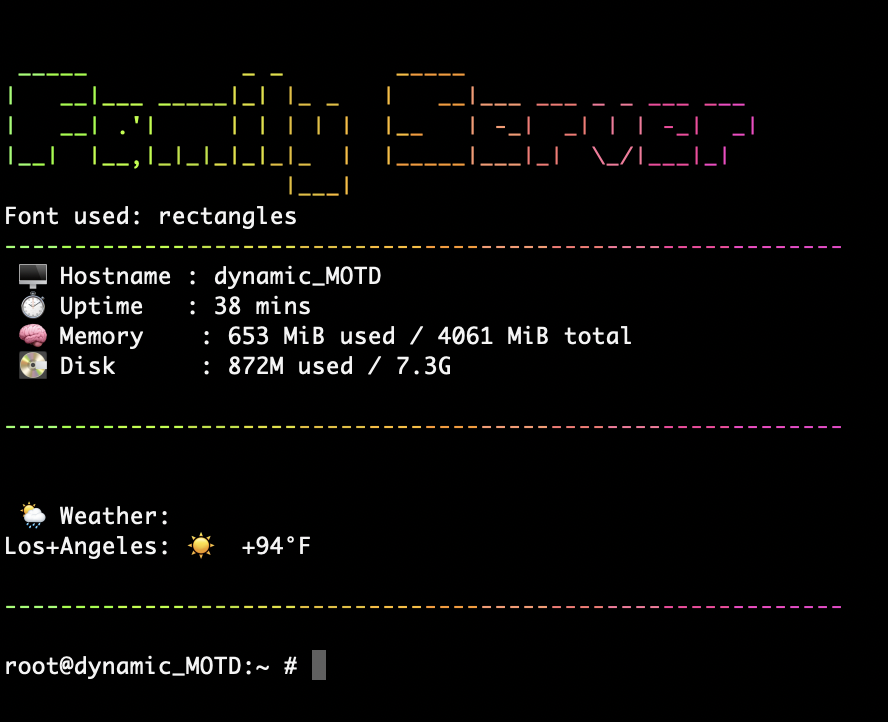 Family Server
Font used: rectangles
------------------------------------------------------------
Hostname : dynamic_MOTD
Uptime : 38 mins
Memory : 653 MiB used / 4061 MiB total
Disk : 872M used / 7.3G
------------------------------------------------------------
Weather:
Los+Angeles: ☀️ +94°F
------------------------------------------------------------
root@dynamic_MOTD:~ #